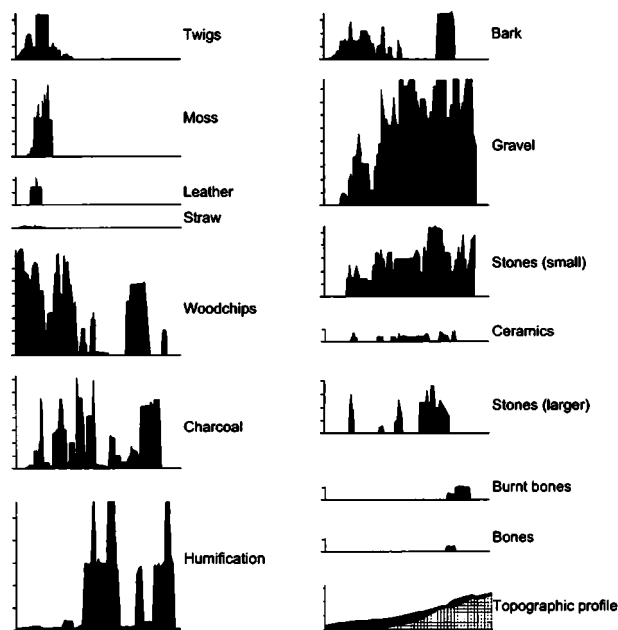 Twigs
Moss
Leather
Straw
Woodchips
Charcoal
Humification
Bark
Gravel
Stones (small)
Ceramics
Stones (larger)
Burnt bones
Bones
Topographic profile